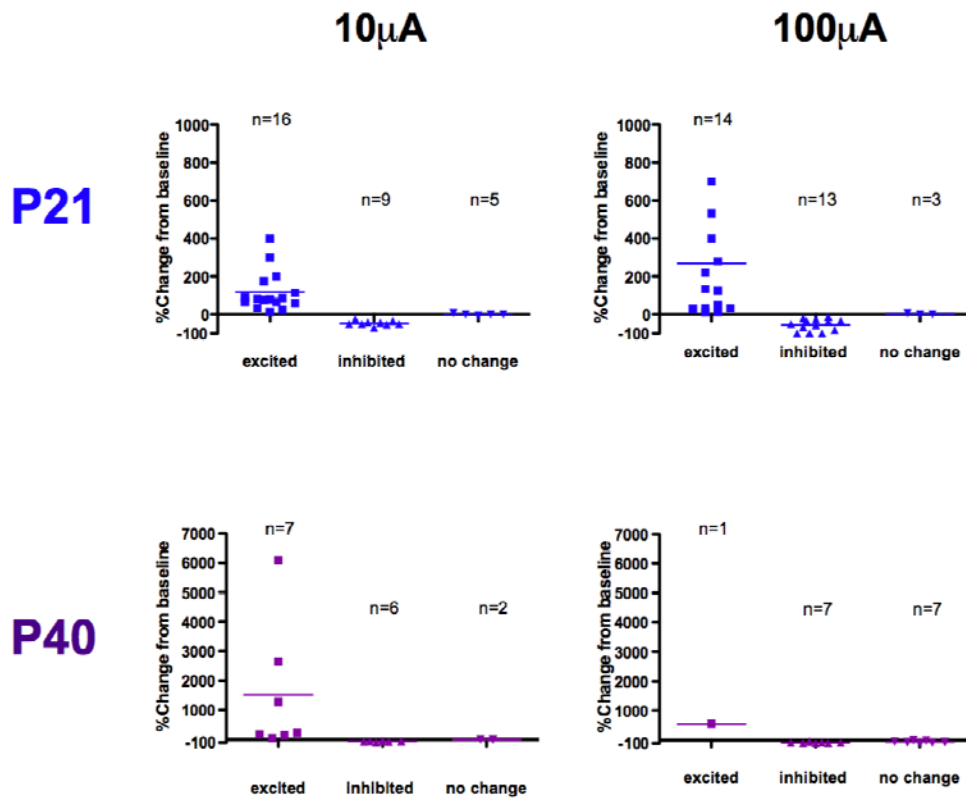 10μA
100μA
P21
%Change from baseline
1000
800
600
400
200
0
-100
n=16
n=9
n=5
excited
inhibited
no change
%Change from baseline
1000
800
600
400
200
0
-100
n=14
n=13
n=3
excited
inhibited
no change
P40
%Change from baseline
7000
6000
5000
4000
3000
2000
1000
-100
n=7
n=6
n=2
excited
inhibited
no change
%Change from baseline
7000
6000
5000
4000
3000
2000
1000
-100
n=1
n=7
n=7
excited
inhibited
no change